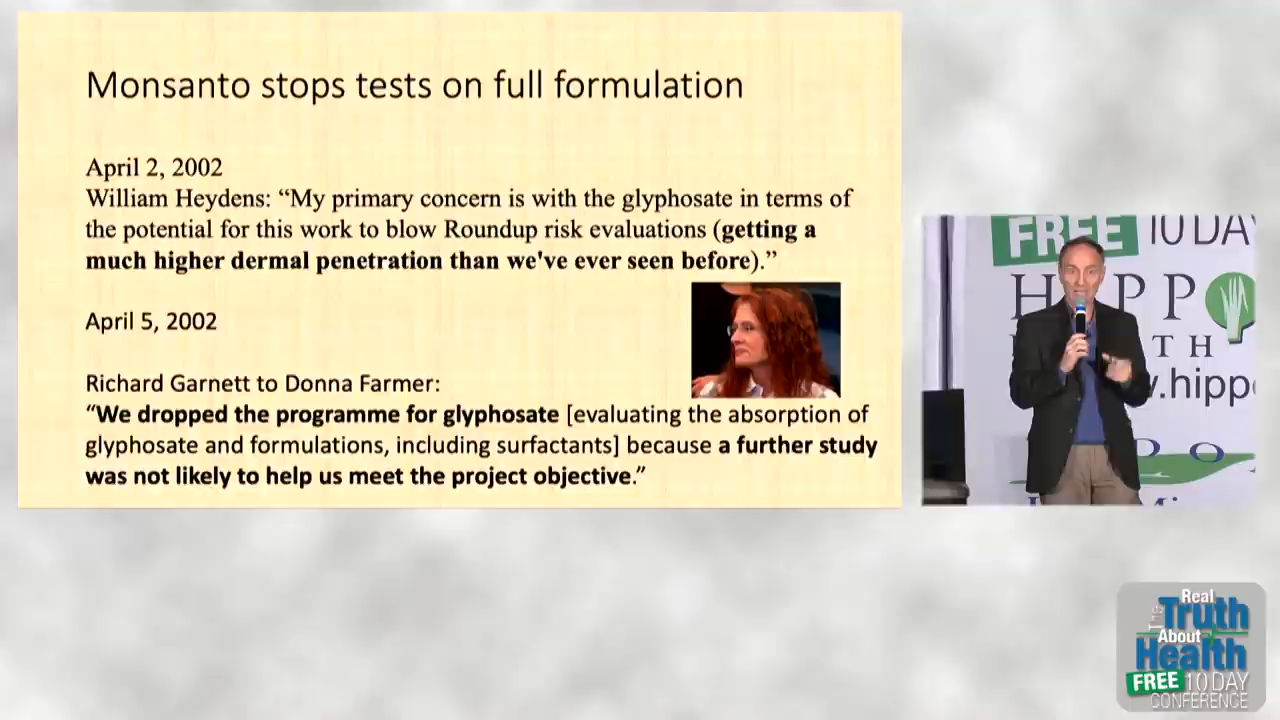 Monsanto stops tests on full formulation
April 2, 2002
William Heydens: “My primary concern is with the glyphosate in terms of
the potential for this work to blow Roundup risk evaluations (getting a
much higher dermal penetration than we've ever seen before).”
April 5, 2002
Richard Garnett to Donna Farmer:
“We dropped the programme for glyphosate [evaluating the absorption of
glyphosate and formulations, including surfactants] because a further study
was not likely to help us meet the project objective.”
FREE 10 DA
H PP
TH
.hipp
The Real
Truth
About
Health
FREE 10 DAY
CONFERENCE